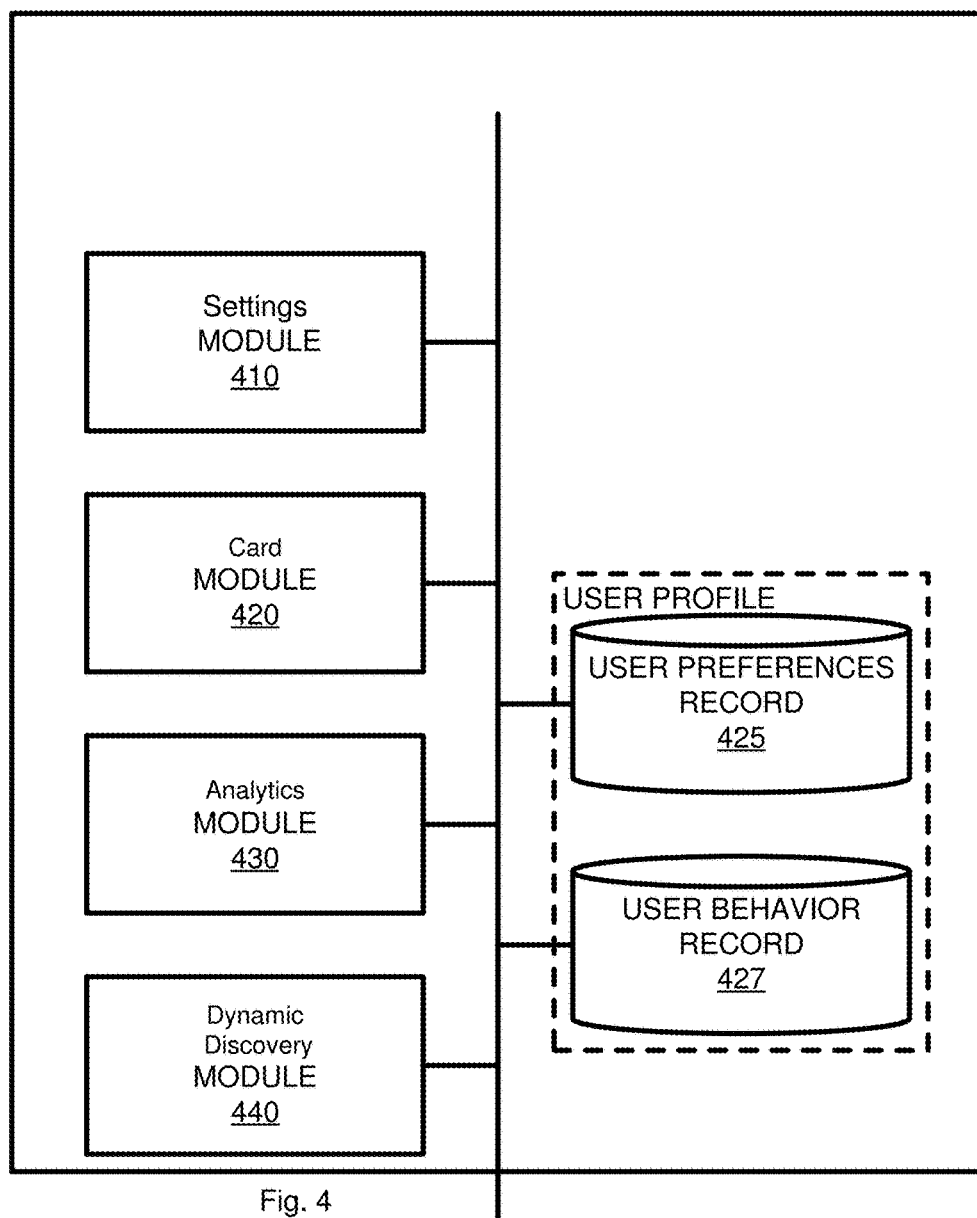 Settings
MODULE
410
Card
MODULE
420
Analytics
MODULE
430
Dynamic
Discovery
MODULE
440
USER PROFILE
USER PREFERENCES
RECORD
425
USER BEHAVIOR
RECORD
427
Fig. 4